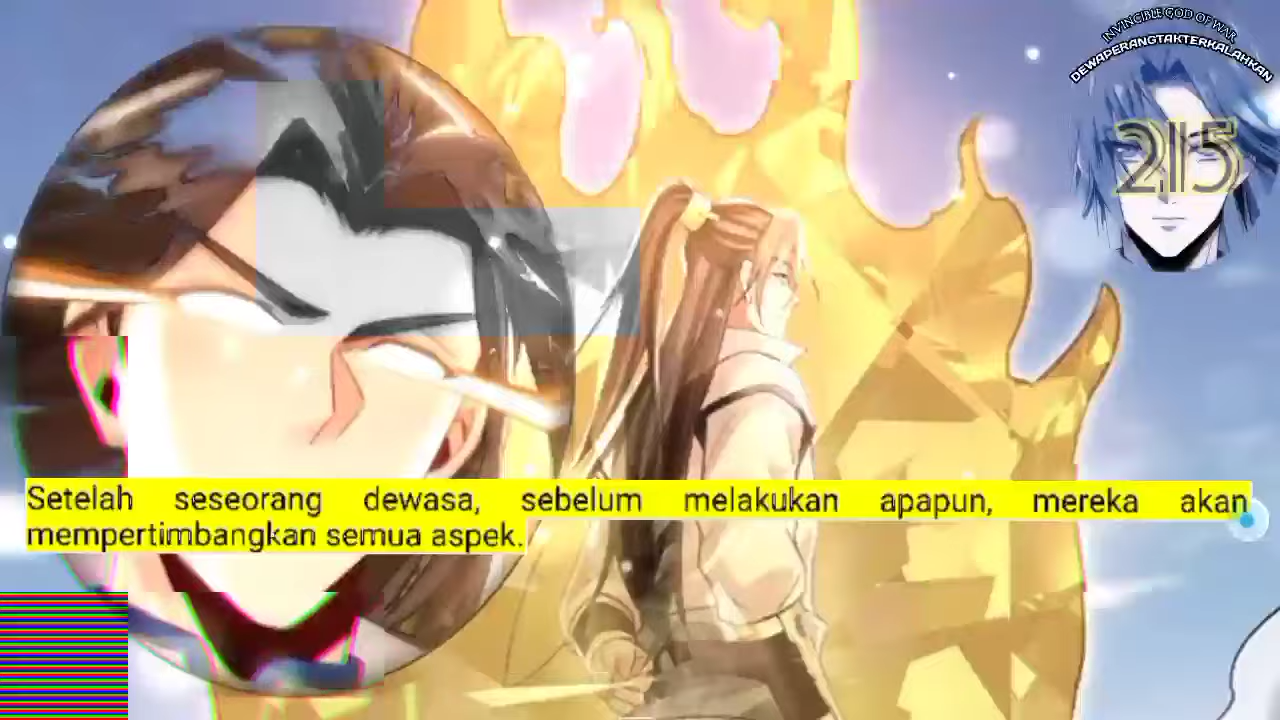 INVINCIBLE GOD OF WAR
DEWAPERANGTAKTERKALAHKAN
215
Setelah seseorang dewasa, sebelum melakukan apapun, mereka akan
mempertimbangkan semua aspek.